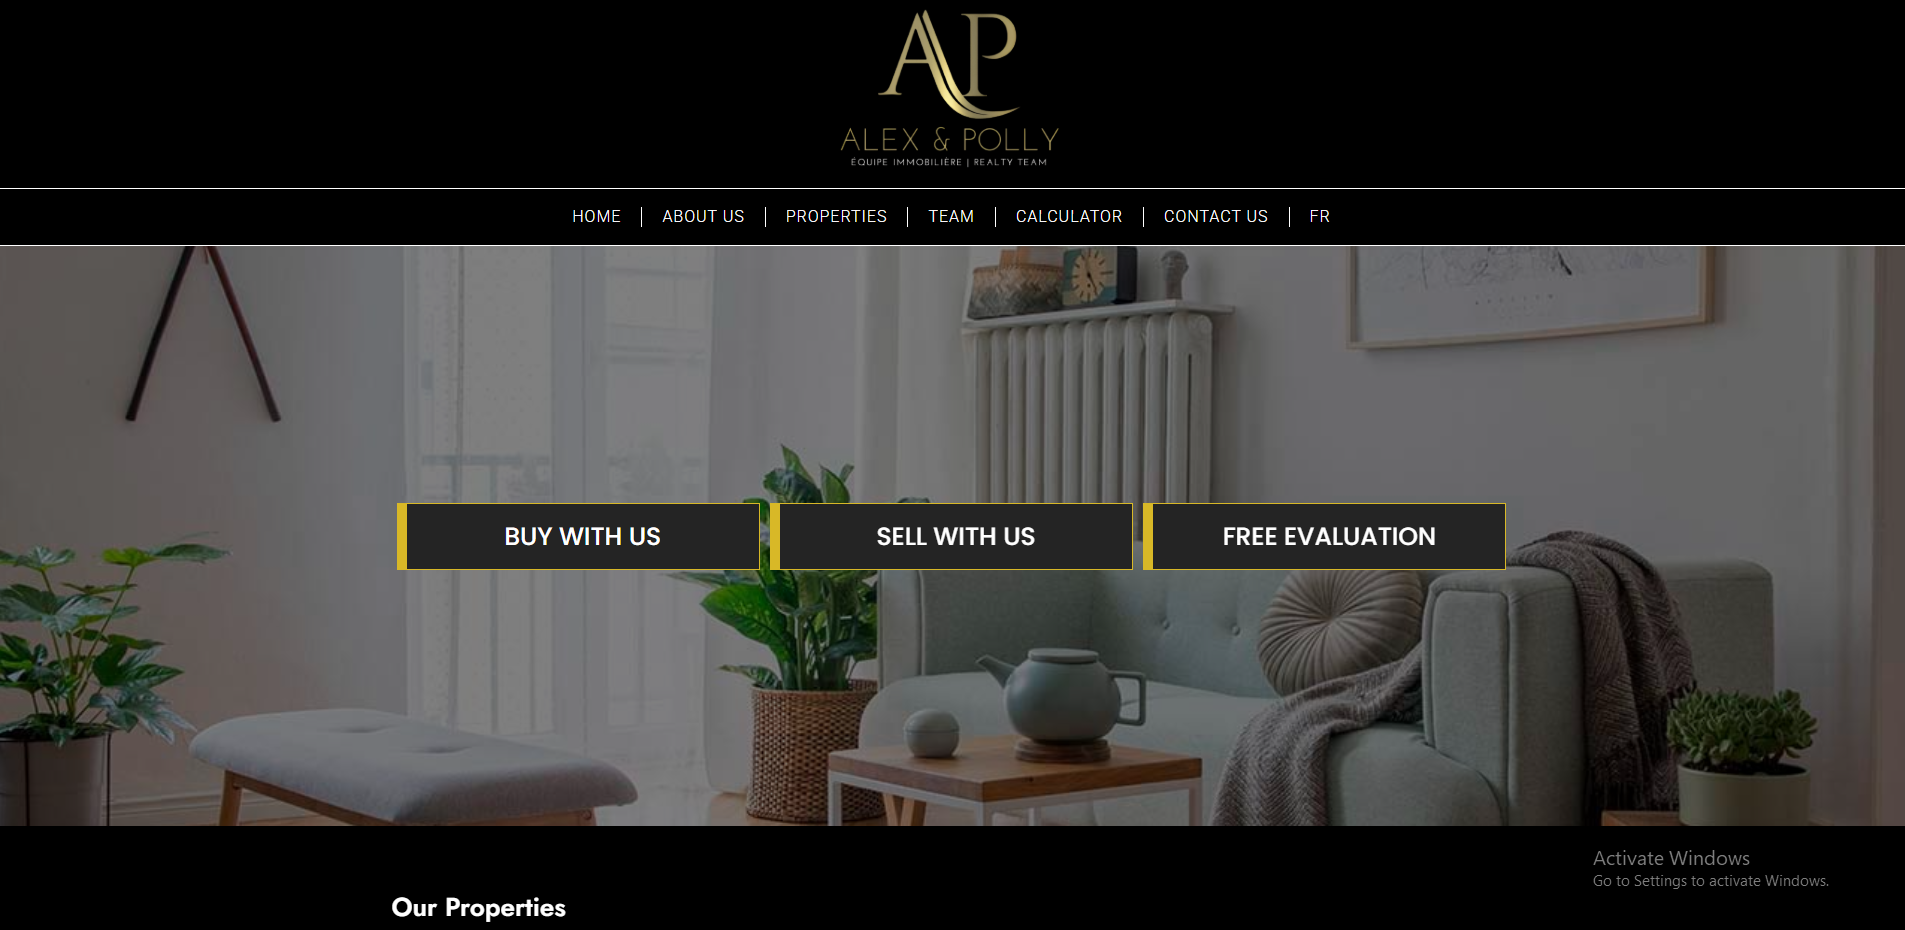 AP
ALEX & POLLY
ÉQUIPE IMMOBILIÈRE | REALTY TEAM
HOME | ABOUT US | PROPERTIES | TEAM | CALCULATOR | CONTACT US | FR
BUY WITH US
SELL WITH US
FREE EVALUATION
Activate Windows
Go to Settings to activate Windows.
Our Properties